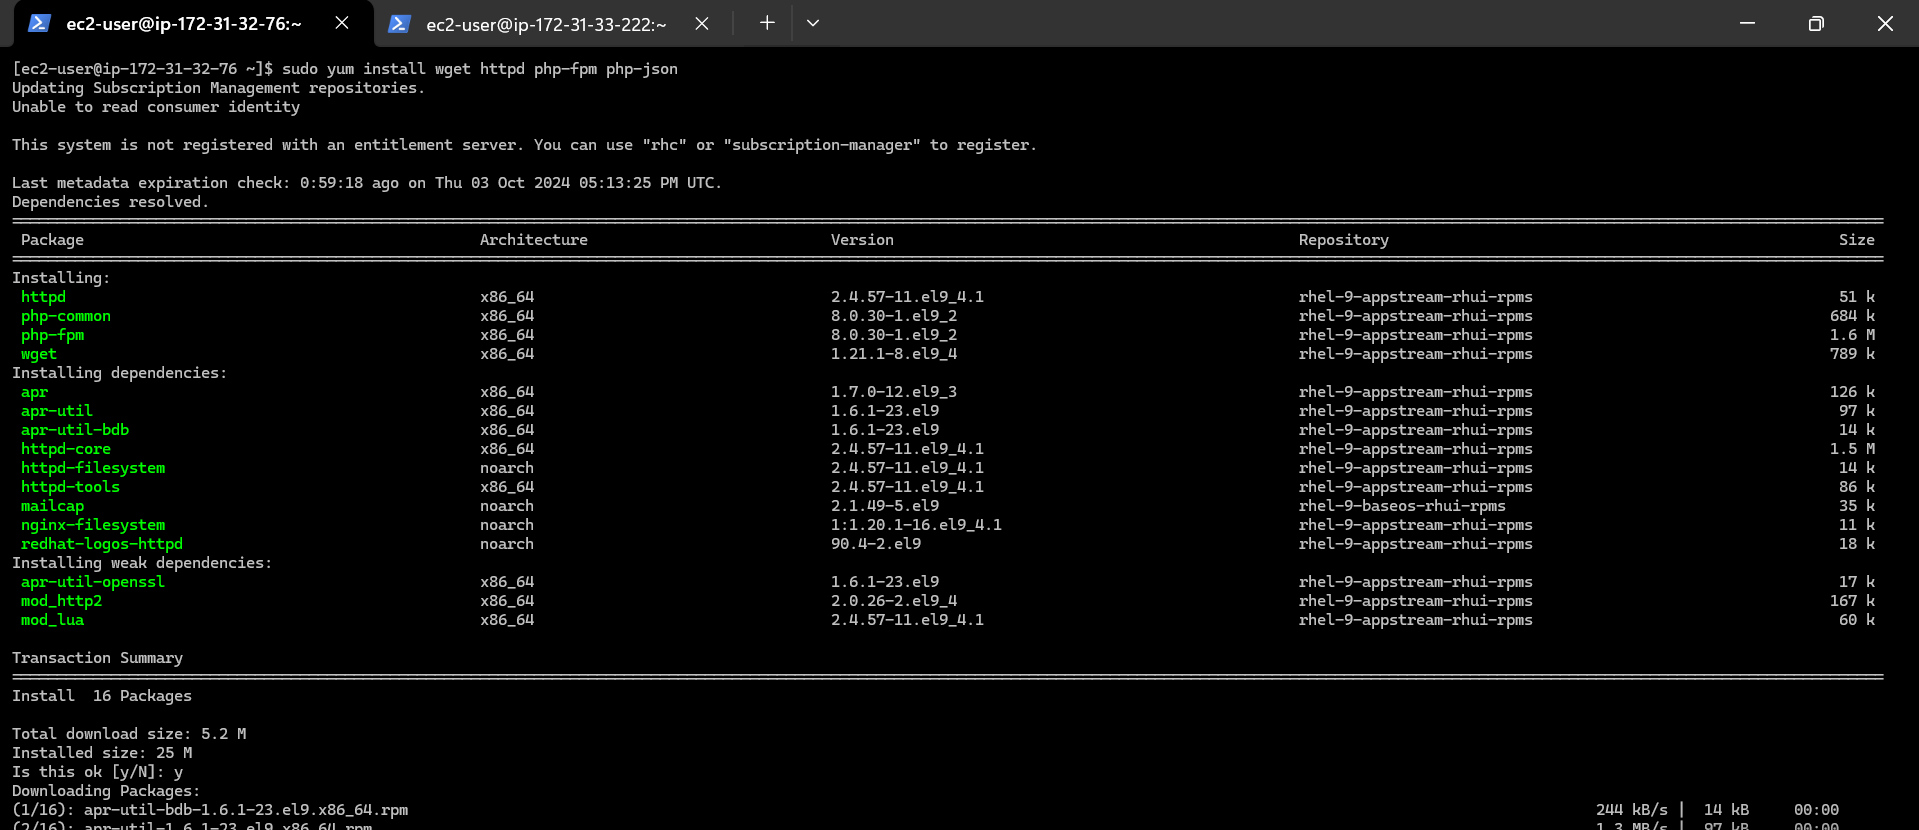 ec2-user@ip-172-31-32-76:~ ec2-user@ip-172-31-33-222:~
[ec2-user@ip-172-31-32-76 ~]$ sudo yum install wget httpd php-fpm php-json
Updating Subscription Management repositories.
Unable to read consumer identity
This system is not registered with an entitlement server. You can use "rhc" or "subscription-manager" to register.
Last metadata expiration check: 0:59:18 ago on Thu 03 Oct 2024 05:13:25 PM UTC.
Dependencies resolved.
Package Architecture Version Repository Size
Installing:
httpd x86_64 2.4.57-11.el9_4.1 rhel-9-appstream-rhui-rpms 51 k
php-common x86_64 8.0.30-1.el9_2 rhel-9-appstream-rhui-rpms 684 k
php-fpm x86_64 8.0.30-1.el9_2 rhel-9-appstream-rhui-rpms 1.6 M
wget x86_64 1.21.1-8.el9_4 rhel-9-appstream-rhui-rpms 789 k
Installing dependencies:
apr x86_64 1.7.0-12.el9_3 rhel-9-appstream-rhui-rpms 126 k
apr-util x86_64 1.6.1-23.el9 rhel-9-appstream-rhui-rpms 97 k
apr-util-bdb x86_64 1.6.1-23.el9 rhel-9-appstream-rhui-rpms 14 k
httpd-core x86_64 2.4.57-11.el9_4.1 rhel-9-appstream-rhui-rpms 1.5 M
httpd-filesystem noarch 2.4.57-11.el9_4.1 rhel-9-appstream-rhui-rpms 14 k
httpd-tools x86_64 2.4.57-11.el9_4.1 rhel-9-appstream-rhui-rpms 86 k
mailcap noarch 2.1.49-5.el9 rhel-9-baseos-rhui-rpms 35 k
nginx-filesystem noarch 1:1.20.1-16.el9_4.1 rhel-9-appstream-rhui-rpms 11 k
redhat-logos-httpd noarch 90.4-2.el9 rhel-9-appstream-rhui-rpms 18 k
Installing weak dependencies:
apr-util-openssl x86_64 1.6.1-23.el9 rhel-9-appstream-rhui-rpms 17 k
mod_http2 x86_64 2.0.26-2.el9_4 rhel-9-appstream-rhui-rpms 167 k
mod_lua x86_64 2.4.57-11.el9_4.1 rhel-9-appstream-rhui-rpms 60 k
Transaction Summary
Install 16 Packages
Total download size: 5.2 M
Installed size: 25 M
Is this ok [y/N]: y
Downloading Packages:
(1/16): apr-util-bdb-1.6.1-23.el9.x86_64.rpm 244 kB/s | 14 kB 00:00
(2/16): apr-util-1.6.1-23.el9.x86_64.rpm 1.3 MB/s | 97 kB 00:00